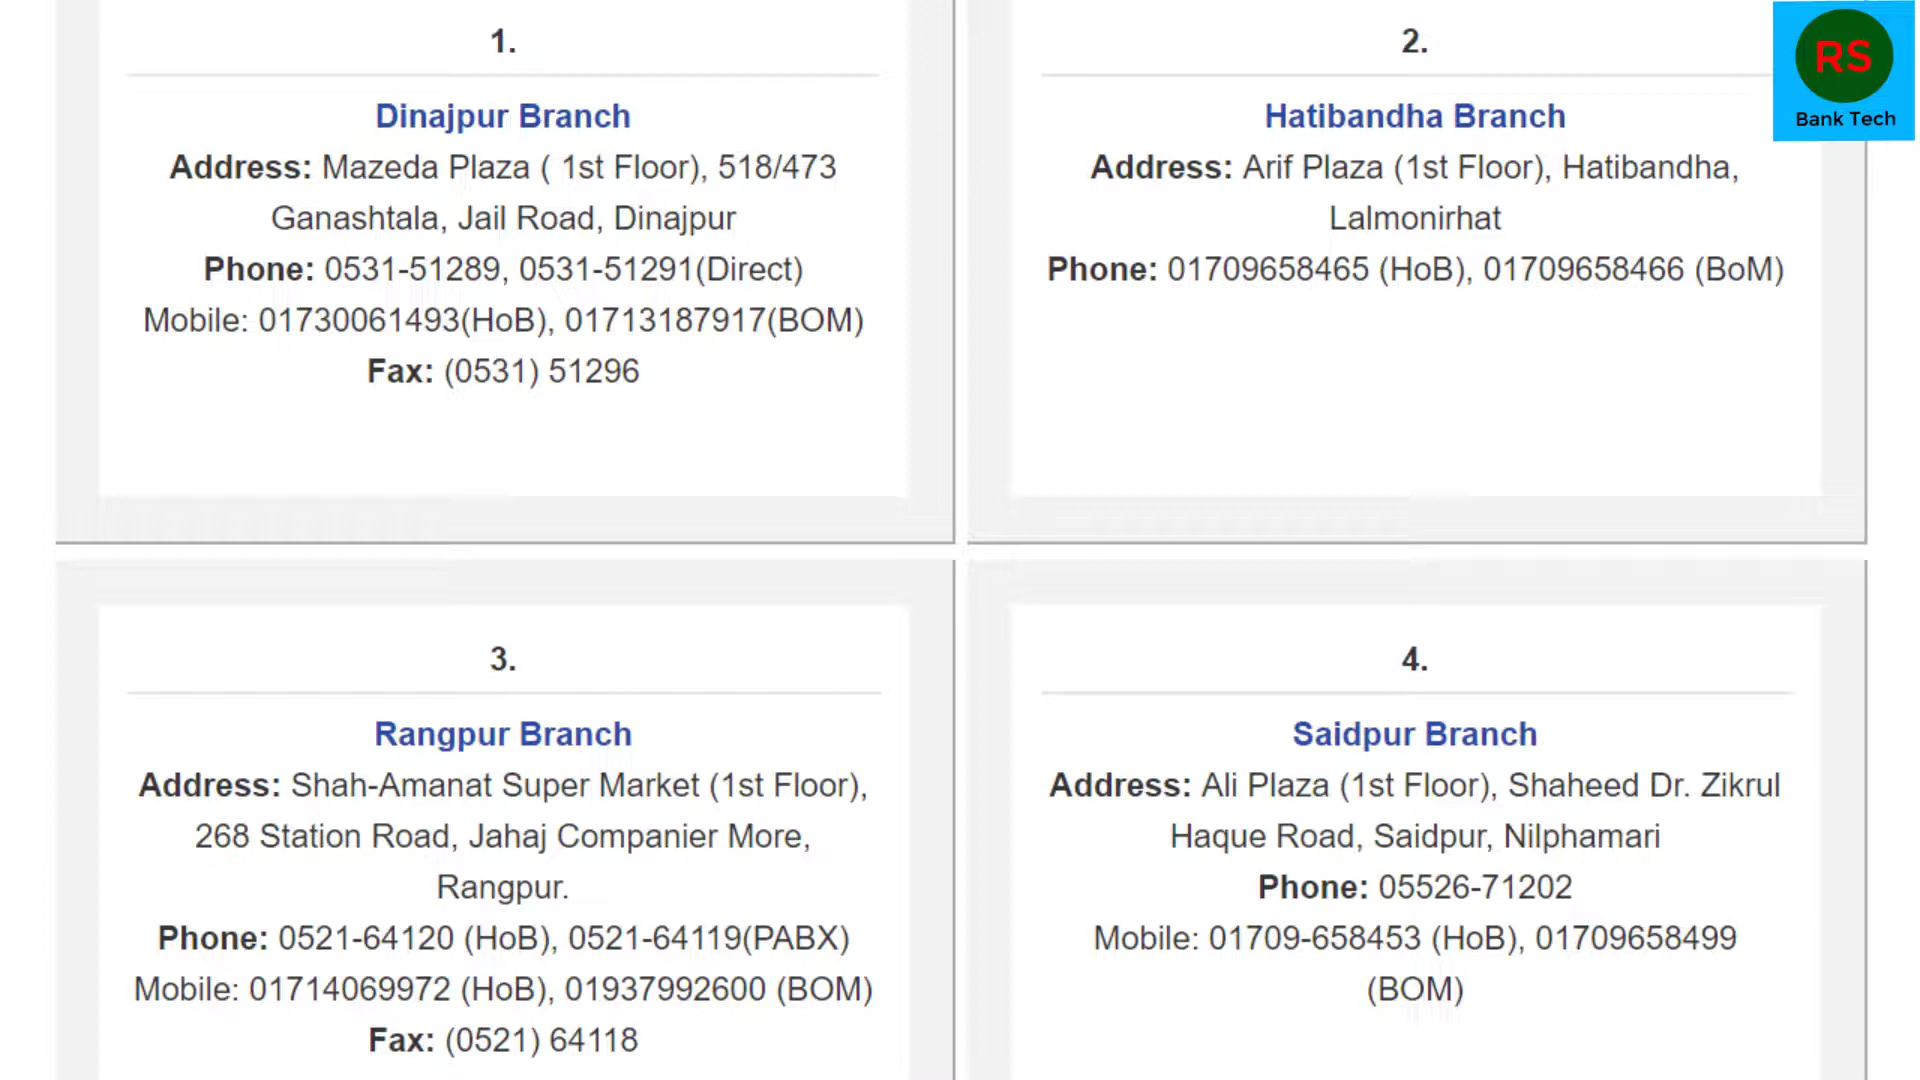 1.
Dinajpur Branch
Address: Mazeda Plaza ( 1st Floor), 518/473
Ganashtala, Jail Road, Dinajpur
Phone: 0531-51289, 0531-51291(Direct)
Mobile: 01730061493(HoB), 01713187917(BOM)
Fax: (0531) 51296
2.
Hatibandha Branch
Address: Arif Plaza (1st Floor), Hatibandha,
Lalmonirhat
Phone: 01709658465 (HoB), 01709658466 (BoM)
RS
Bank Tech
3.
Rangpur Branch
Address: Shah-Amanat Super Market (1st Floor),
268 Station Road, Jahaj Companier More,
Rangpur.
Phone: 0521-64120 (HoB), 0521-64119(PABX)
Mobile: 01714069972 (HoB), 01937992600 (BOM)
Fax: (0521) 64118
4.
Saidpur Branch
Address: Ali Plaza (1st Floor), Shaheed Dr. Zikrul
Haque Road, Saidpur, Nilphamari
Phone: 05526-71202
Mobile: 01709-658453 (HoB), 01709658499
(BOM)